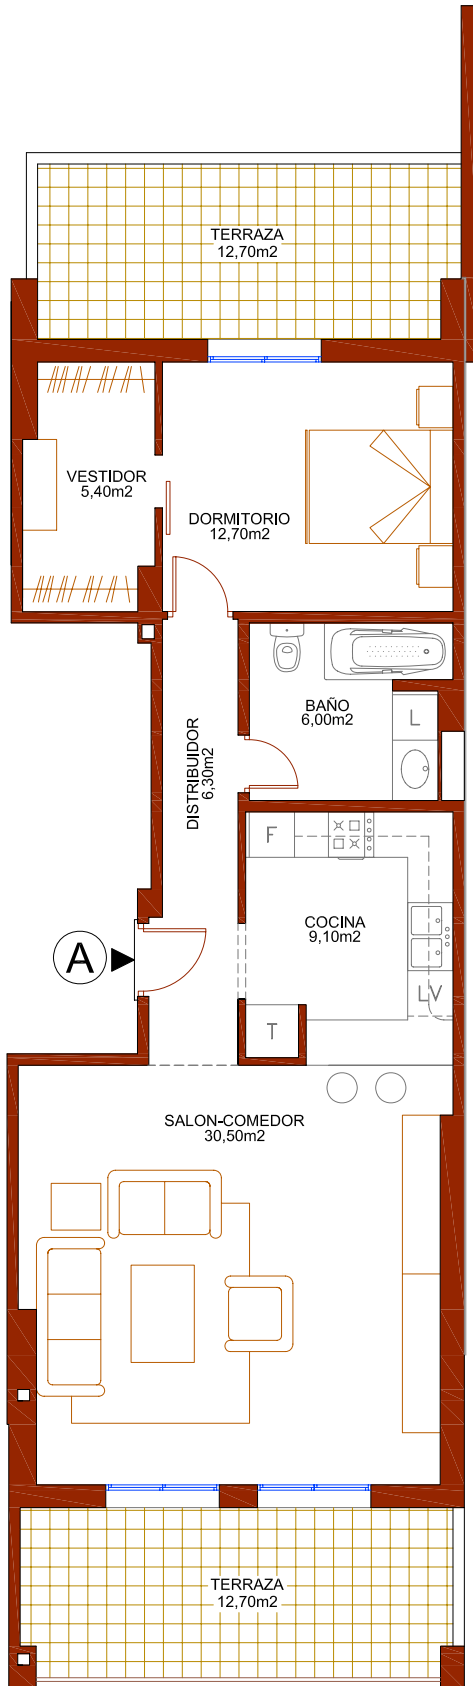 TERRAZA
12,70m2
VESTIDOR
5,40m2
DORMITORIO
12,70m2
BAÑO
6,00m2
L
DISTRIBUIDOR
6,30m2
F
COCINA
9,10m2
A
LV
T
SALON-COMEDOR
30,50m2
TERRAZA
12,70m2